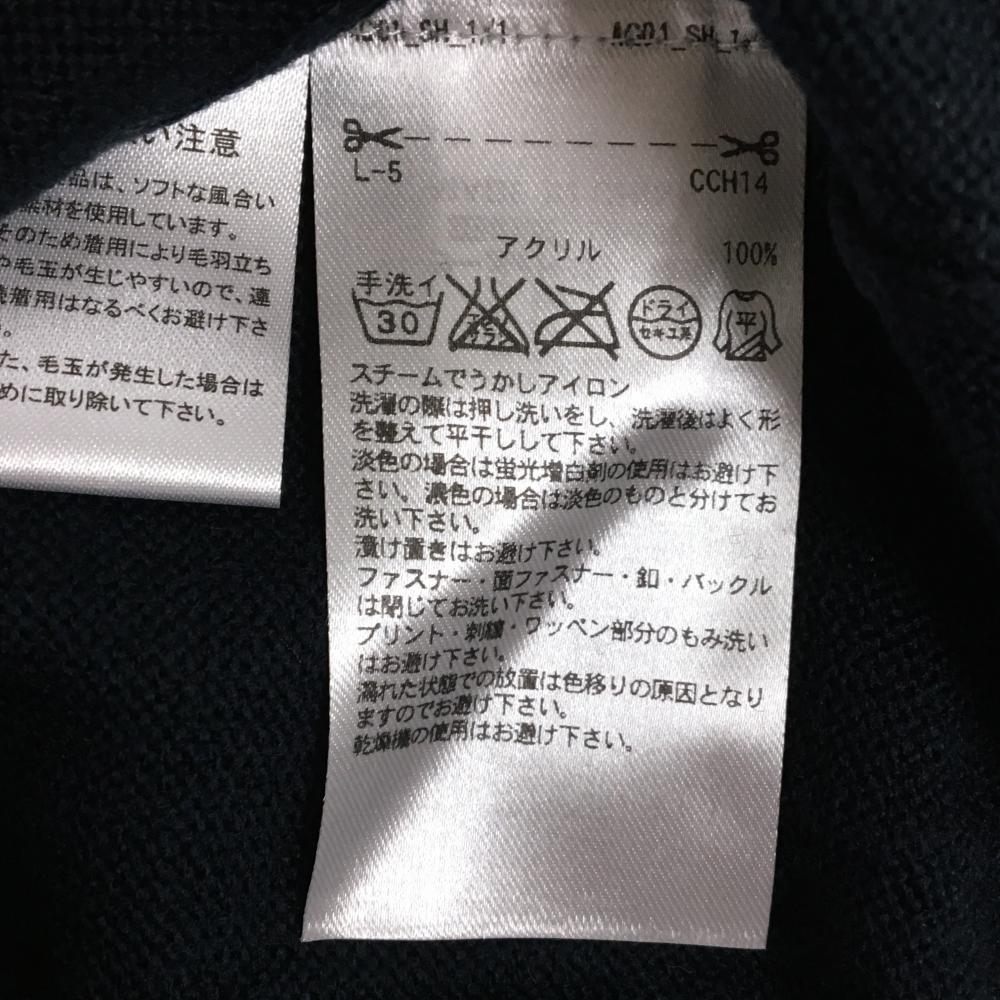 AC01_SH_1/1
AC01_SH_1
い注意
品は、ソフトな風合い
素材を使用しています。
そのため着用により毛羽立ち
や毛玉が生じやすいので、連
続着用はなるべくお避け下さ
い。
た、毛玉が発生した場合は
めに取り除いて下さい。
L-5
CCH14
アクリル 100%
手洗イ
30
エンソ
サラシ
ドライ
セキユ系
平
スチームでうかしアイロン
洗濯の際は押し洗いをし、洗濯後はよく形
を整えて平干しして下さい。
淡色の場合は蛍光増白剤の使用はお避け下
さい。濃色の場合は淡色のものと分けてお
洗い下さい。
漬け置きはお避け下さい。
ファスナー・面ファスナー・釦・バックル
は閉じてお洗い下さい。
プリント・刺繍・ワッペン部分のもみ洗い
はお避け下さい。
濡れた状態での放置は色移りの原因となり
ますのでお避け下さい。
乾燥機の使用はお避け下さい。